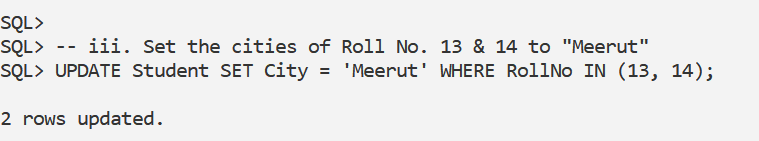 SQL>
SQL> -- iii. Set the cities of Roll No. 13 & 14 to "Meerut"
SQL> UPDATE Student SET City = 'Meerut' WHERE RollNo IN (13, 14);
2 rows updated.